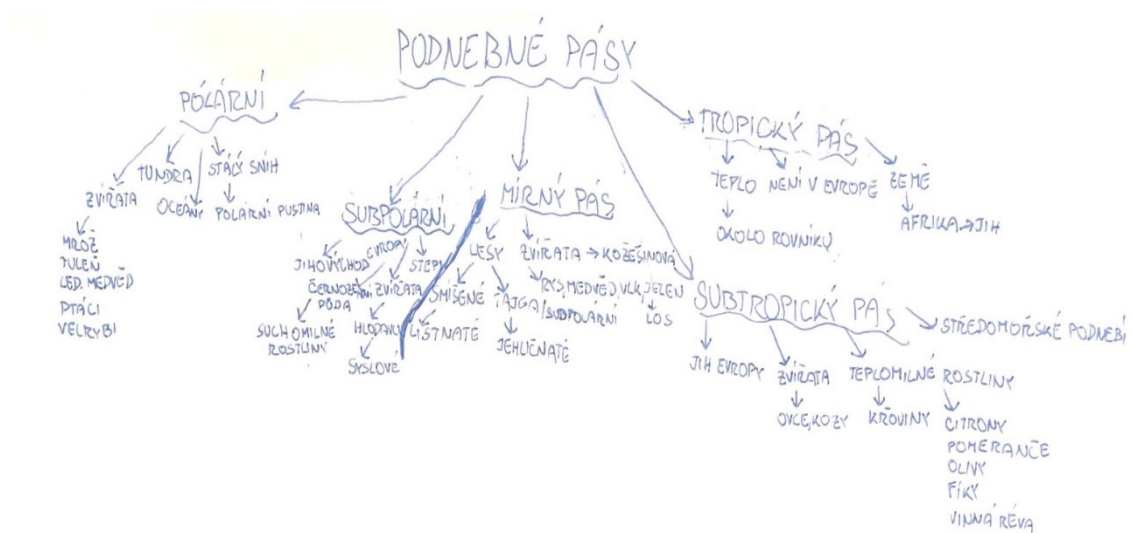 PODNEBNÉ PÁSY
POLÁRNÍ
ZVÍŘATA
MROŽ
TULEŇ
LED. MEDVĚD
PTÁCI
VELRYBI
TUNDRA
OCEÁNY
STÁLÝ SNÍH
POLÁRNÍ PUSTINA
SUBPOLÁRNÍ
JIHOVÝCHOD EVROPY
ČERNOZEMNÍ
PŮDA
SUCHOMILNÉ
ROSTLINY
ZVÍŘATA
HLODAVCI
SYSLOVÉ
STEPY
MÍRNÝ PÁS
LESY
SMÍŠENÉ
LISTNATÉ
TAJGA/SUBPOLÁRNÍ
JEHLIČNATÉ
ZVÍŘATA → KOŽEŠINOVÁ
RYS, MEDVĚD, VLK, JELEN
LOS
SUBTROPICKÝ PÁS
JIH EVROPY
ZVÍŘATA
OVCE, KOZY
TEPLOMILNÉ ROSTLINY
KŘOVINY
CITRONY
POMERANČE
OLIVY
FÍKY
VINNÁ RÉVA
STŘEDOMOŘSKÉ PODNEBÍ
TROPICKÝ PÁS
TEPLO
OKOLO ROVNÍKU
NENÍ V EVROPĚ
ZEMĚ
AFRIKA → JIH